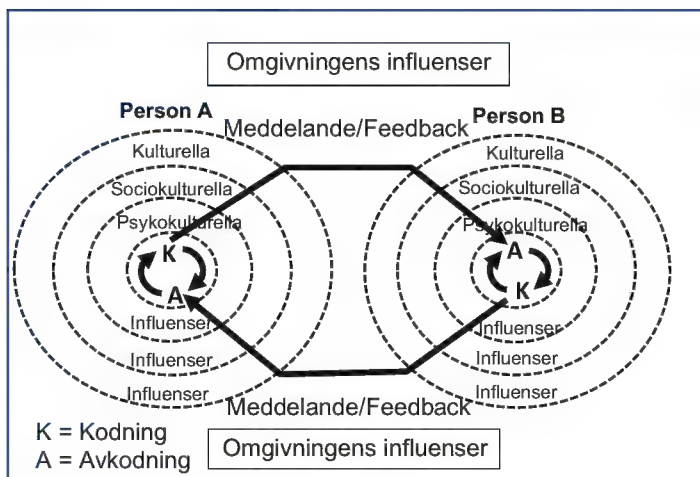 Omgivningens influenser
Person A
Person B
Meddelande/Feedback
Kulturella
Kulturella
Sociokulturella
Sociokulturella
Psykokulturella
Psykokulturella
K
A
A
K
Influenser
Influenser
Influenser
Influenser
Influenser
Influenser
Meddelande/Feedback
K = Kodning
A = Avkodning
Omgivningens influenser